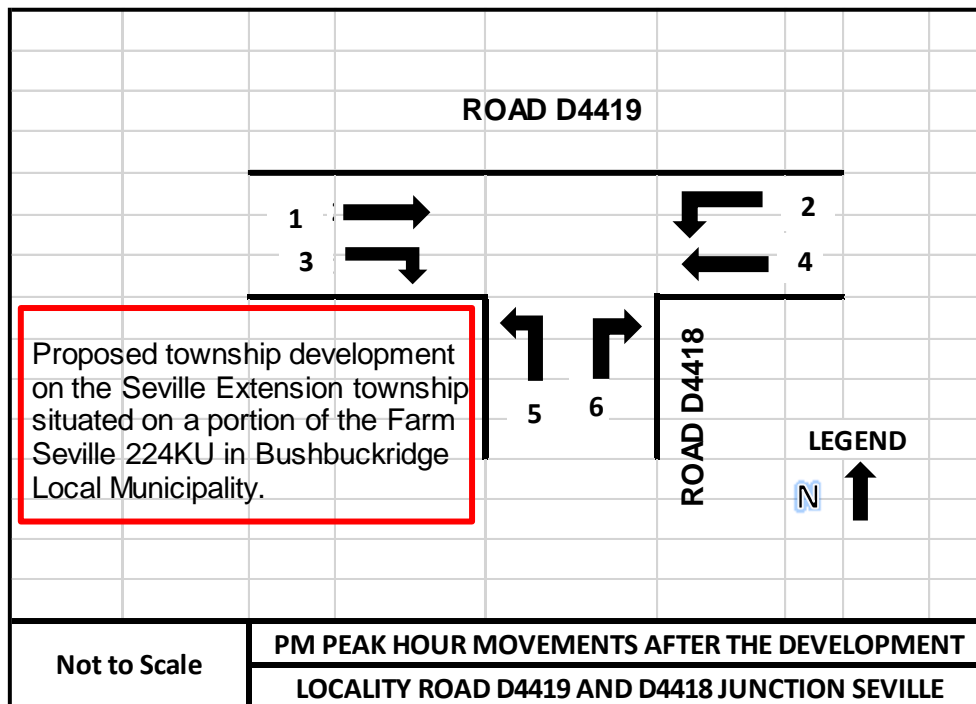 ROAD D4419
1
2
3
4
Proposed township development
on the Seville Extension township
situated on a portion of the Farm
Seville 224KU in Bushbuckridge
Local Municipality.
5
6
ROAD D4418
LEGEND
N
Not to Scale
PM PEAK HOUR MOVEMENTS AFTER THE DEVELOPMENT
LOCALITY ROAD D4419 AND D4418 JUNCTION SEVILLE